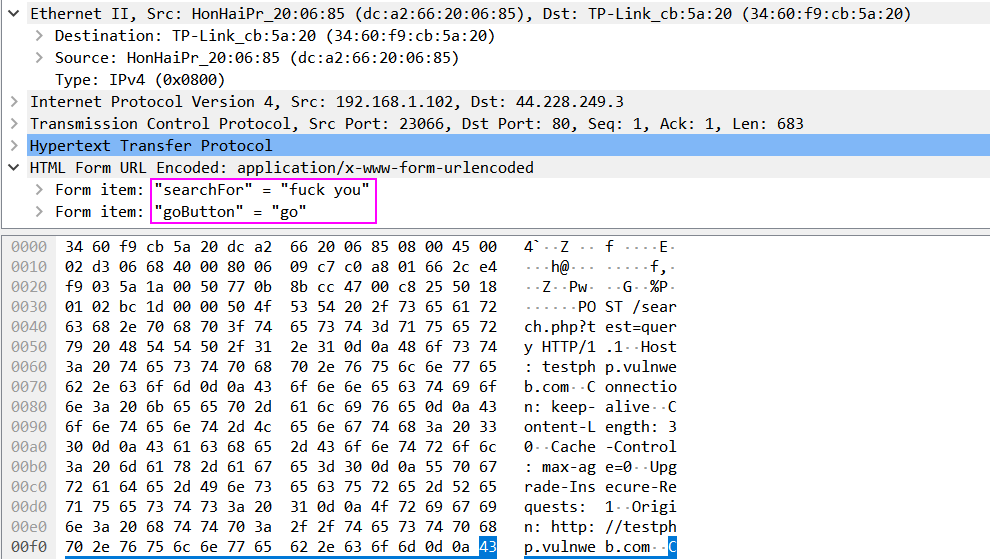 Ethernet II, Src: HonHaiPr_20:06:85 (dc:a2:66:20:06:85), Dst: TP-Link_cb:5a:20 (34:60:f9:cb:5a:20)
Destination: TP-Link_cb:5a:20 (34:60:f9:cb:5a:20)
Source: HonHaiPr_20:06:85 (dc:a2:66:20:06:85)
Type: IPv4 (0x0800)
Internet Protocol Version 4, Src: 192.168.1.102, Dst: 44.228.249.3
Transmission Control Protocol, Src Port: 23066, Dst Port: 80, Seq: 1, Ack: 1, Len: 683
Hypertext Transfer Protocol
HTML Form URL Encoded: application/x-www-form-urlencoded
Form item: "searchFor" = "fuck you"
Form item: "goButton" = "go"
0000 34 60 f9 cb 5a 20 dc a2 66 20 06 85 08 00 45 00 4`··Z ·· f ····E·
0010 02 d3 06 68 40 00 80 06 09 c7 c0 a8 01 66 2c e4 ···h@··· ·····f,·
0020 f9 03 5a 1a 00 50 77 0b 8b cc 47 00 c8 25 50 18 ··Z··Pw· ··G··%P·
0030 01 02 bc 1d 00 00 50 4f 53 54 20 2f 73 65 61 72 ······PO ST /sear
0040 63 68 2e 70 68 70 3f 74 65 73 74 3d 71 75 65 72 ch.php?t est=quer
0050 79 20 48 54 54 50 2f 31 2e 31 0d 0a 48 6f 73 74 y HTTP/1 .1··Host
0060 3a 20 74 65 73 74 70 68 70 2e 76 75 6c 6e 77 65 : testph p.vulnwe
0070 62 2e 63 6f 6d 0d 0a 43 6f 6e 6e 65 63 74 69 6f b.com··C onnectio
0080 6e 3a 20 6b 65 65 70 2d 61 6c 69 76 65 0d 0a 43 n: keep- alive··C
0090 6f 6e 74 65 6e 74 2d 4c 65 6e 67 74 68 3a 20 33 ontent-L ength: 3
00a0 30 0d 0a 43 61 63 68 65 2d 43 6f 6e 74 72 6f 6c 0··Cache -Control
00b0 3a 20 6d 61 78 2d 61 67 65 3d 30 0d 0a 55 70 67 : max-ag e=0··Upg
00c0 72 61 64 65 2d 49 6e 73 65 63 75 72 65 2d 52 65 rade-Ins ecure-Re
00d0 71 75 65 73 74 73 3a 20 31 0d 0a 4f 72 69 67 69 quests: 1··Origi
00e0 6e 3a 20 68 74 74 70 3a 2f 2f 74 65 73 74 70 68 n: http: //testph
00f0 70 2e 76 75 6c 6e 77 65 62 2e 63 6f 6d 0d 0a 43 p.vulnwe b.com··C